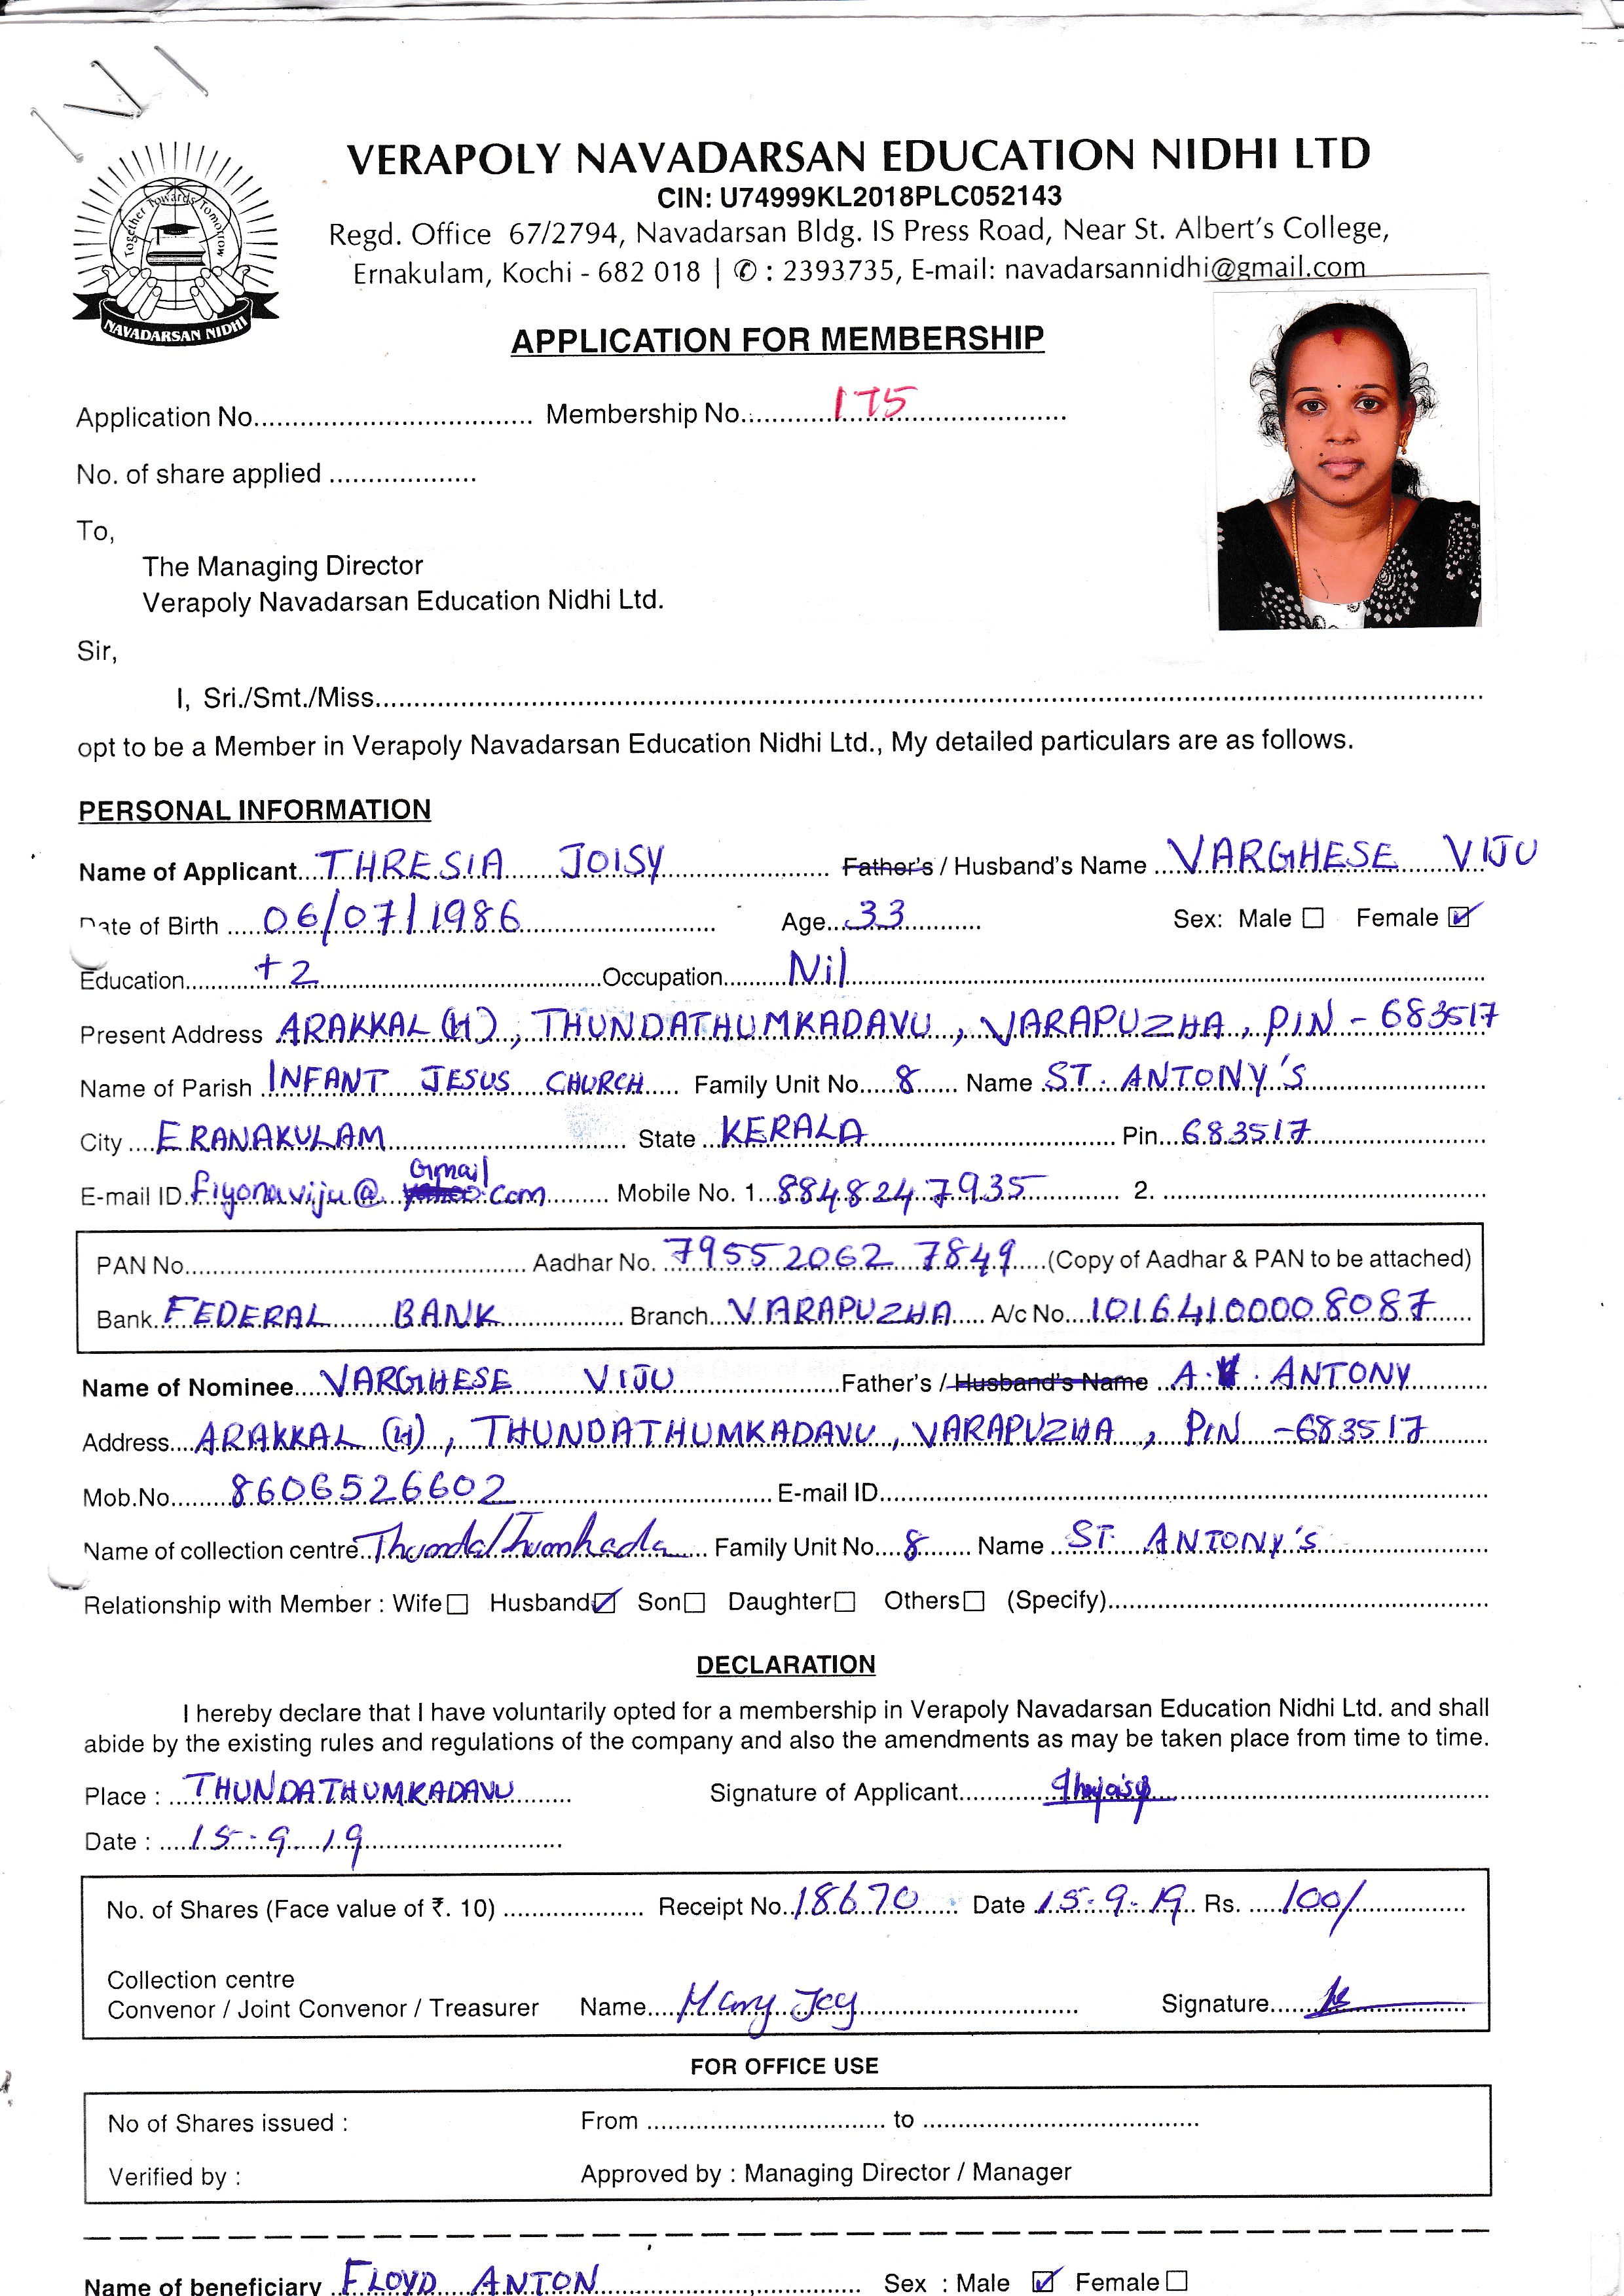 VERAPOLY NAVADARSAN EDUCATION NIDHI LTD
CIN: U74999KL2018PLC052143
Regd. Office 67/2794, Navadarsan Bldg. IS Press Road, Near St. Albert's College,
Ernakulam, Kochi - 682 018 | ✆ : 2393735, E-mail: navadarsannidhi@gmail.com
Together Towards Tomorrow
NAVADARSAN NIDHI
APPLICATION FOR MEMBERSHIP
Application No.................................. Membership No............175....................
No. of share applied ..................
To,
The Managing Director
Verapoly Navadarsan Education Nidhi Ltd.
Sir,
I, Sri./Smt./Miss................................................................
opt to be a Member in Verapoly Navadarsan Education Nidhi Ltd., My detailed particulars are as follows.
PERSONAL INFORMATION
Name of Applicant...THRESIA JOISY.................... Father's / Husband's Name ...VARGHESE VIJU
Date of Birth .....06/07/1986.................... Age...33............ Sex: Male ☐ Female ☑
Education.........+2....................Occupation.........Nil....................
Present Address ARAKKAL (H), THUNDATHUMKADAVU, VARAPUZHA, PIN - 683517
Name of Parish INFANT JESUS CHURCH.... Family Unit No....8...... Name ST. ANTONY'S....................
City ....ERANAKULAM.................... State ..KERALA.................... Pin...683517....................
Gmail
E-mail ID.fiyonaviju@ yahoo.com......... Mobile No. 1...8848247935............ 2. ....................
PAN No.................................... Aadhar No. 79552062 7849....(Copy of Aadhar & PAN to be attached)
Bank.FEDERAL BANK............... Branch...VARAPUZHA..... A/c No....10164100008087.....
Name of Nominee....VARGHESE VIJU....................Father's / Husband's Name ..A. . ANTONY..........
Address....ARAKKAL (H), THUNDATHUMKADAVU, VARAPUZHA, PIN -683517
Mob.No.......8606526602.............................. E-mail ID..............................
Name of collection centre..Thundathumkada..... Family Unit No....8....... Name ..ST. ANTONY'S....................
Relationship with Member : Wife☐ Husband☑ Son☐ Daughter☐ Others☐ (Specify)..............................
DECLARATION
I hereby declare that I have voluntarily opted for a membership in Verapoly Navadarsan Education Nidhi Ltd. and shall
abide by the existing rules and regulations of the company and also the amendments as may be taken place from time to time.
Place : ...THUNDATHUMKADAVU....... Signature of Applicant..............................
Date : ....15.9.19..............................
No. of Shares (Face value of ₹. 10) .................. Receipt No..18670..... Date .15.9.19.. Rs. ....100/............
Collection centre
Convenor / Joint Convenor / Treasurer Name....Mary Joy.............................. Signature....................
FOR OFFICE USE
No of Shares issued : From .............................. to ..............................
Verified by : Approved by : Managing Director / Manager
Name of beneficiary ..FLOYD ANTON.............................. Sex : Male ☑ Female ☐